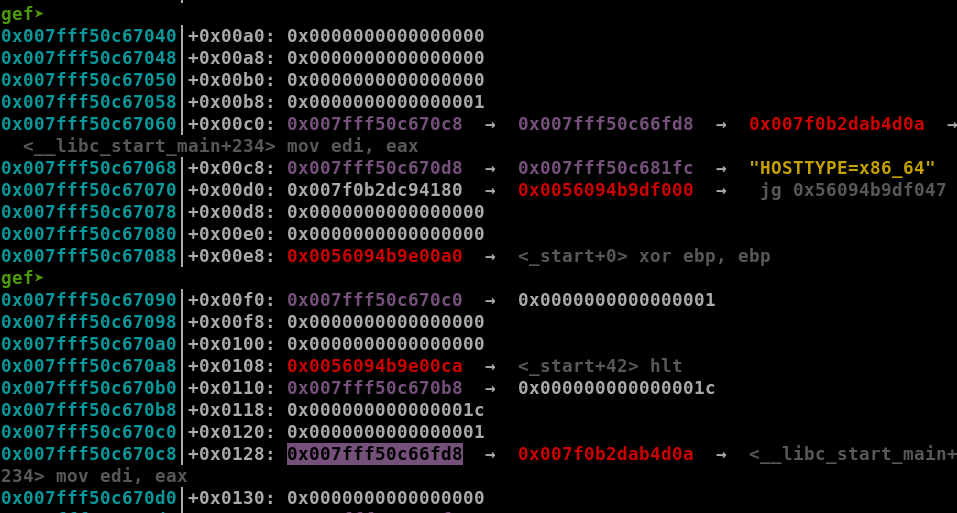 gef➤
0x007fff50c67040│+0x00a0: 0x0000000000000000
0x007fff50c67048│+0x00a8: 0x0000000000000000
0x007fff50c67050│+0x00b0: 0x0000000000000000
0x007fff50c67058│+0x00b8: 0x0000000000000001
0x007fff50c67060│+0x00c0: 0x007fff50c670c8  →  0x007fff50c66fd8  →  0x007f0b2dab4d0a  →
  <__libc_start_main+234> mov edi, eax
0x007fff50c67068│+0x00c8: 0x007fff50c670d8  →  0x007fff50c681fc  →  "HOSTTYPE=x86_64"
0x007fff50c67070│+0x00d0: 0x007f0b2dc94180  →  0x0056094b9df000  →   jg 0x56094b9df047
0x007fff50c67078│+0x00d8: 0x0000000000000000
0x007fff50c67080│+0x00e0: 0x0000000000000000
0x007fff50c67088│+0x00e8: 0x0056094b9e00a0  →  <_start+0> xor ebp, ebp
gef➤
0x007fff50c67090│+0x00f0: 0x007fff50c670c0  →  0x0000000000000001
0x007fff50c67098│+0x00f8: 0x0000000000000000
0x007fff50c670a0│+0x0100: 0x0000000000000000
0x007fff50c670a8│+0x0108: 0x0056094b9e00ca  →  <_start+42> hlt
0x007fff50c670b0│+0x0110: 0x007fff50c670b8  →  0x000000000000001c
0x007fff50c670b8│+0x0118: 0x000000000000001c
0x007fff50c670c0│+0x0120: 0x0000000000000001
0x007fff50c670c8│+0x0128: 0x007fff50c66fd8  →  0x007f0b2dab4d0a  →  <__libc_start_main+
234> mov edi, eax
0x007fff50c670d0│+0x0130: 0x0000000000000000